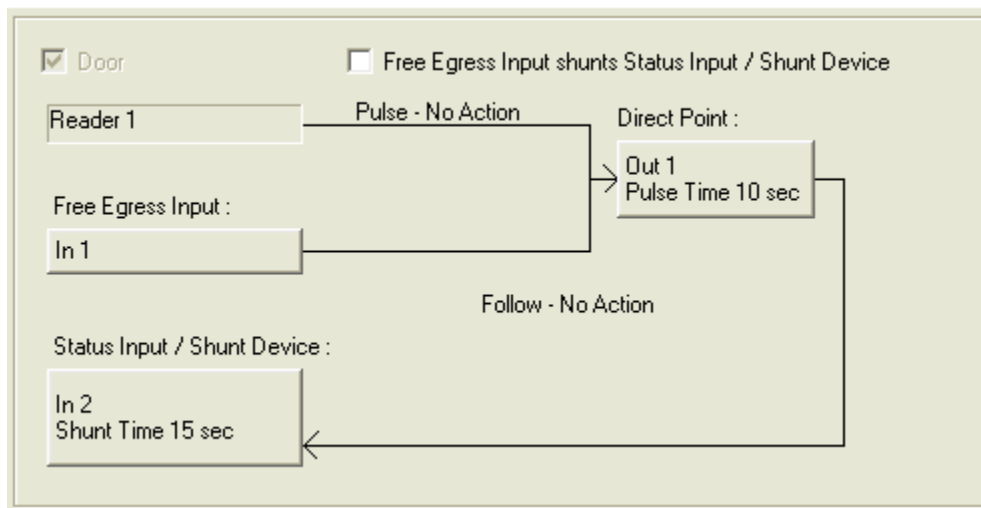 Door
Free Egress Input shunts Status Input / Shunt Device
Reader 1
Pulse - No Action
Direct Point :
Out 1
Pulse Time 10 sec
Free Egress Input :
In 1
Follow - No Action
Status Input / Shunt Device :
In 2
Shunt Time 15 sec